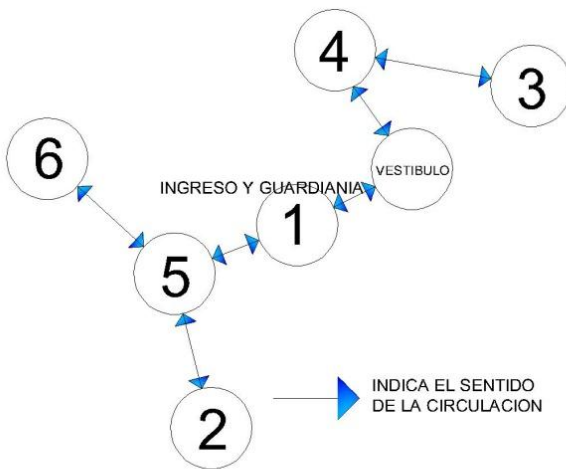 4
3
6
VESTIBULO
INGRESO Y GUARDIANIA
1
5
2
INDICA EL SENTIDO
DE LA CIRCULACION